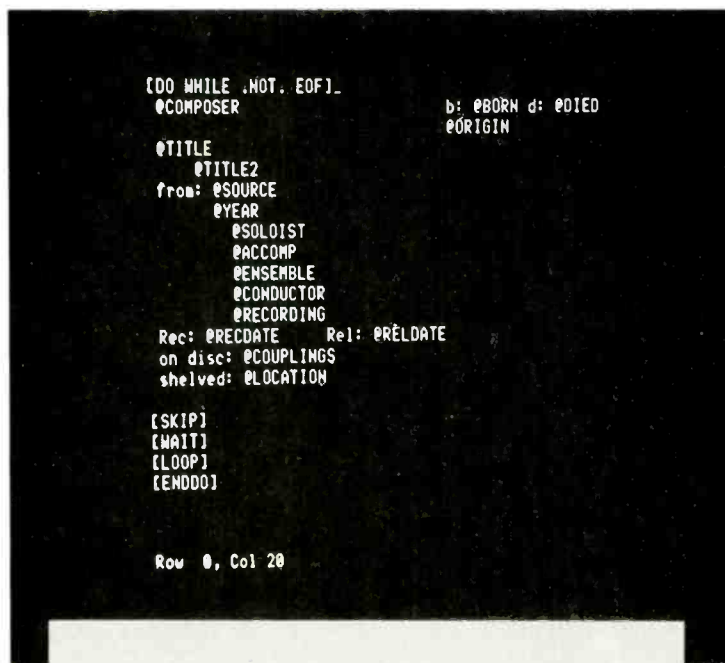 [DO WHILE .NOT. EOF]_
@COMPOSER b: @BORN d: @DIED
@ORIGIN
@TITLE
@TITLE2
from: @SOURCE
@YEAR
@SOLOIST
@ACCOMP
@ENSEMBLE
@CONDUCTOR
@RECORDING
Rec: @RECDATE Rel: @RELDATE
on disc: @COUPLINGS
shelved: @LOCATION
[SKIP]
[WAIT]
[LOOP]
[ENDDO]
Row 0, Col 20